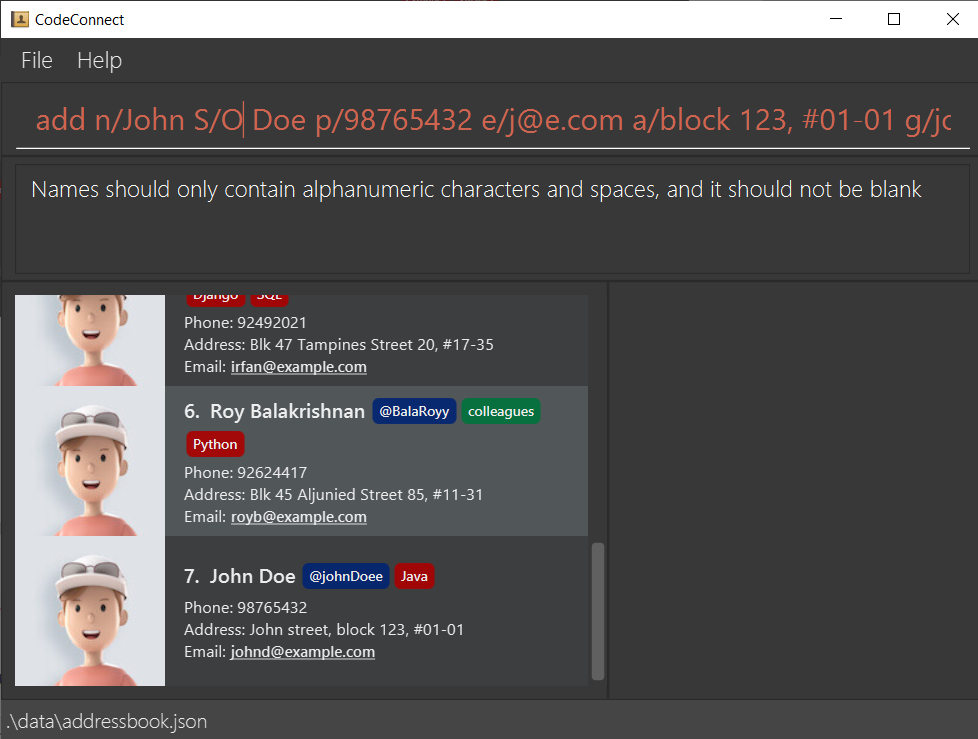 CodeConnect
File Help
add n/John S/O Doe p/98765432 e/j@e.com a/block 123, #01-01 g/jo
Names should only contain alphanumeric characters and spaces, and it should not be blank
Django SQL
Phone: 92492021
Address: Blk 47 Tampines Street 20, #17-35
Email: irfan@example.com
6. Roy Balakrishnan @BalaRoyy colleagues
Python
Phone: 92624417
Address: Blk 45 Aljunied Street 85, #11-31
Email: royb@example.com
7. John Doe @johnDoee Java
Phone: 98765432
Address: John street, block 123, #01-01
Email: johnd@example.com
.\data\addressbook.json